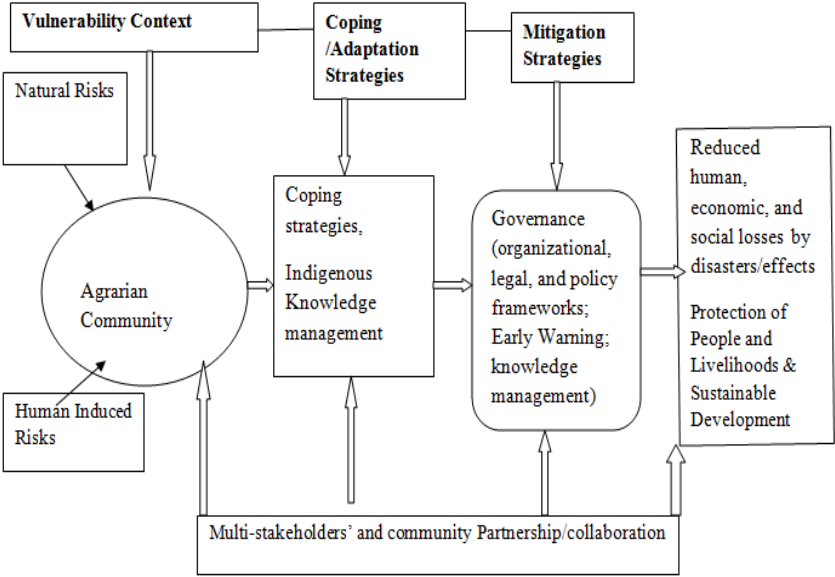 Vulnerability Context
Coping
/Adaptation
Strategies
Mitigation
Strategies
Natural Risks
Agrarian
Community
Human Induced
Risks
Coping
strategies,
Indigenous
Knowledge
management
Governance
(organizational,
legal, and policy
frameworks;
Early Warning;
knowledge
management)
Reduced
human,
economic, and
social losses by
disasters/effects
Protection of
People and
Livelihoods &
Sustainable
Development
Multi-stakeholders’ and community Partnership/collaboration